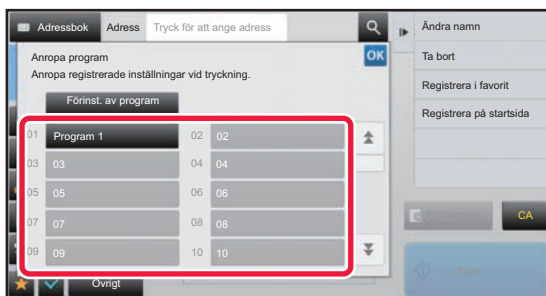 Adressbok
Adress
Tryck för att ange adress
Ändra namn
Anropa program
OK
Ta bort
Anropa registrerade inställningar vid tryckning.
Registrera i favorit
Förinst. av program
Registrera på startsida
01 Program 1
02 02
03 03
04 04
05 05
06 06
07 07
08 08
CA
09 09
10 10
Övrigt